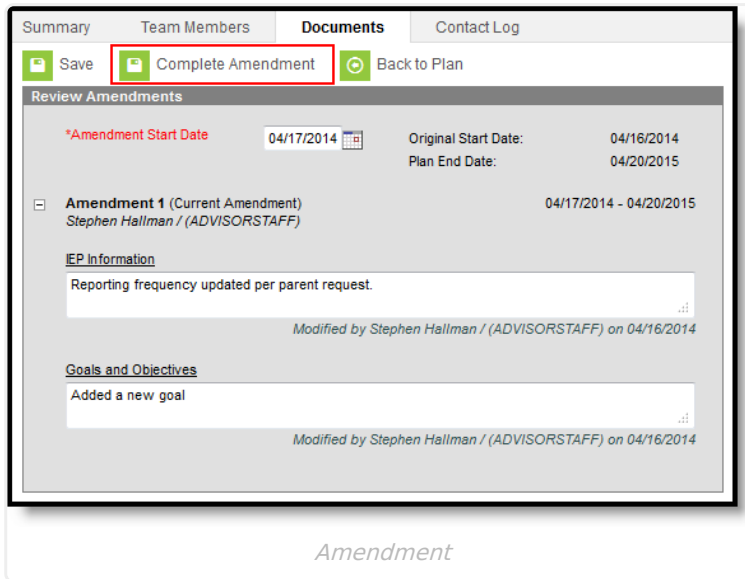 Summary Team Members Documents Contact Log
Save Complete Amendment Back to Plan
Review Amendments
*Amendment Start Date 04/17/2014 Original Start Date: 04/16/2014
Plan End Date: 04/20/2015
Amendment 1 (Current Amendment) 04/17/2014 - 04/20/2015
Stephen Hallman / (ADVISORSTAFF)
IEP Information
Reporting frequency updated per parent request.
Modified by Stephen Hallman / (ADVISORSTAFF) on 04/16/2014
Goals and Objectives
Added a new goal
Modified by Stephen Hallman / (ADVISORSTAFF) on 04/16/2014
Amendment